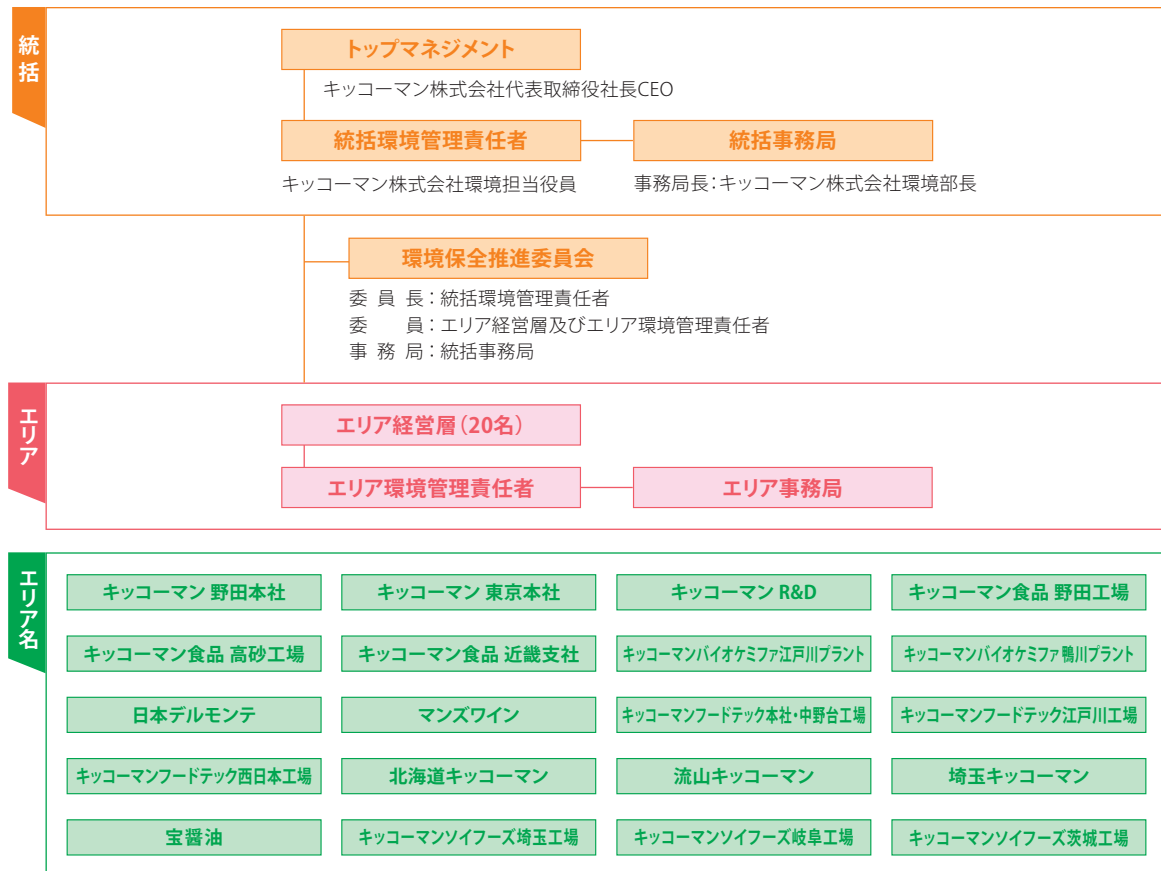 統括
トップマネジメント
キッコーマン株式会社代表取締役社長CEO
統括環境管理責任者
統括事務局
キッコーマン株式会社環境担当役員
事務局長：キッコーマン株式会社環境部長
環境保全推進委員会
委 員 長：統括環境管理責任者
委　　員：エリア経営層及びエリア環境管理責任者
事 務 局：統括事務局
エリア
エリア経営層（20名）
エリア環境管理責任者
エリア事務局
エリア名
キッコーマン 野田本社
キッコーマン 東京本社
キッコーマン R&D
キッコーマン食品 野田工場
キッコーマン食品 高砂工場
キッコーマン食品 近畿支社
キッコーマンバイオケミファ江戸川プラント
キッコーマンバイオケミファ鴨川プラント
日本デルモンテ
マンズワイン
キッコーマンフードテック本社・中野台工場
キッコーマンフードテック江戸川工場
キッコーマンフードテック西日本工場
北海道キッコーマン
流山キッコーマン
埼玉キッコーマン
宝醤油
キッコーマンソイフーズ埼玉工場
キッコーマンソイフーズ岐阜工場
キッコーマンソイフーズ茨城工場